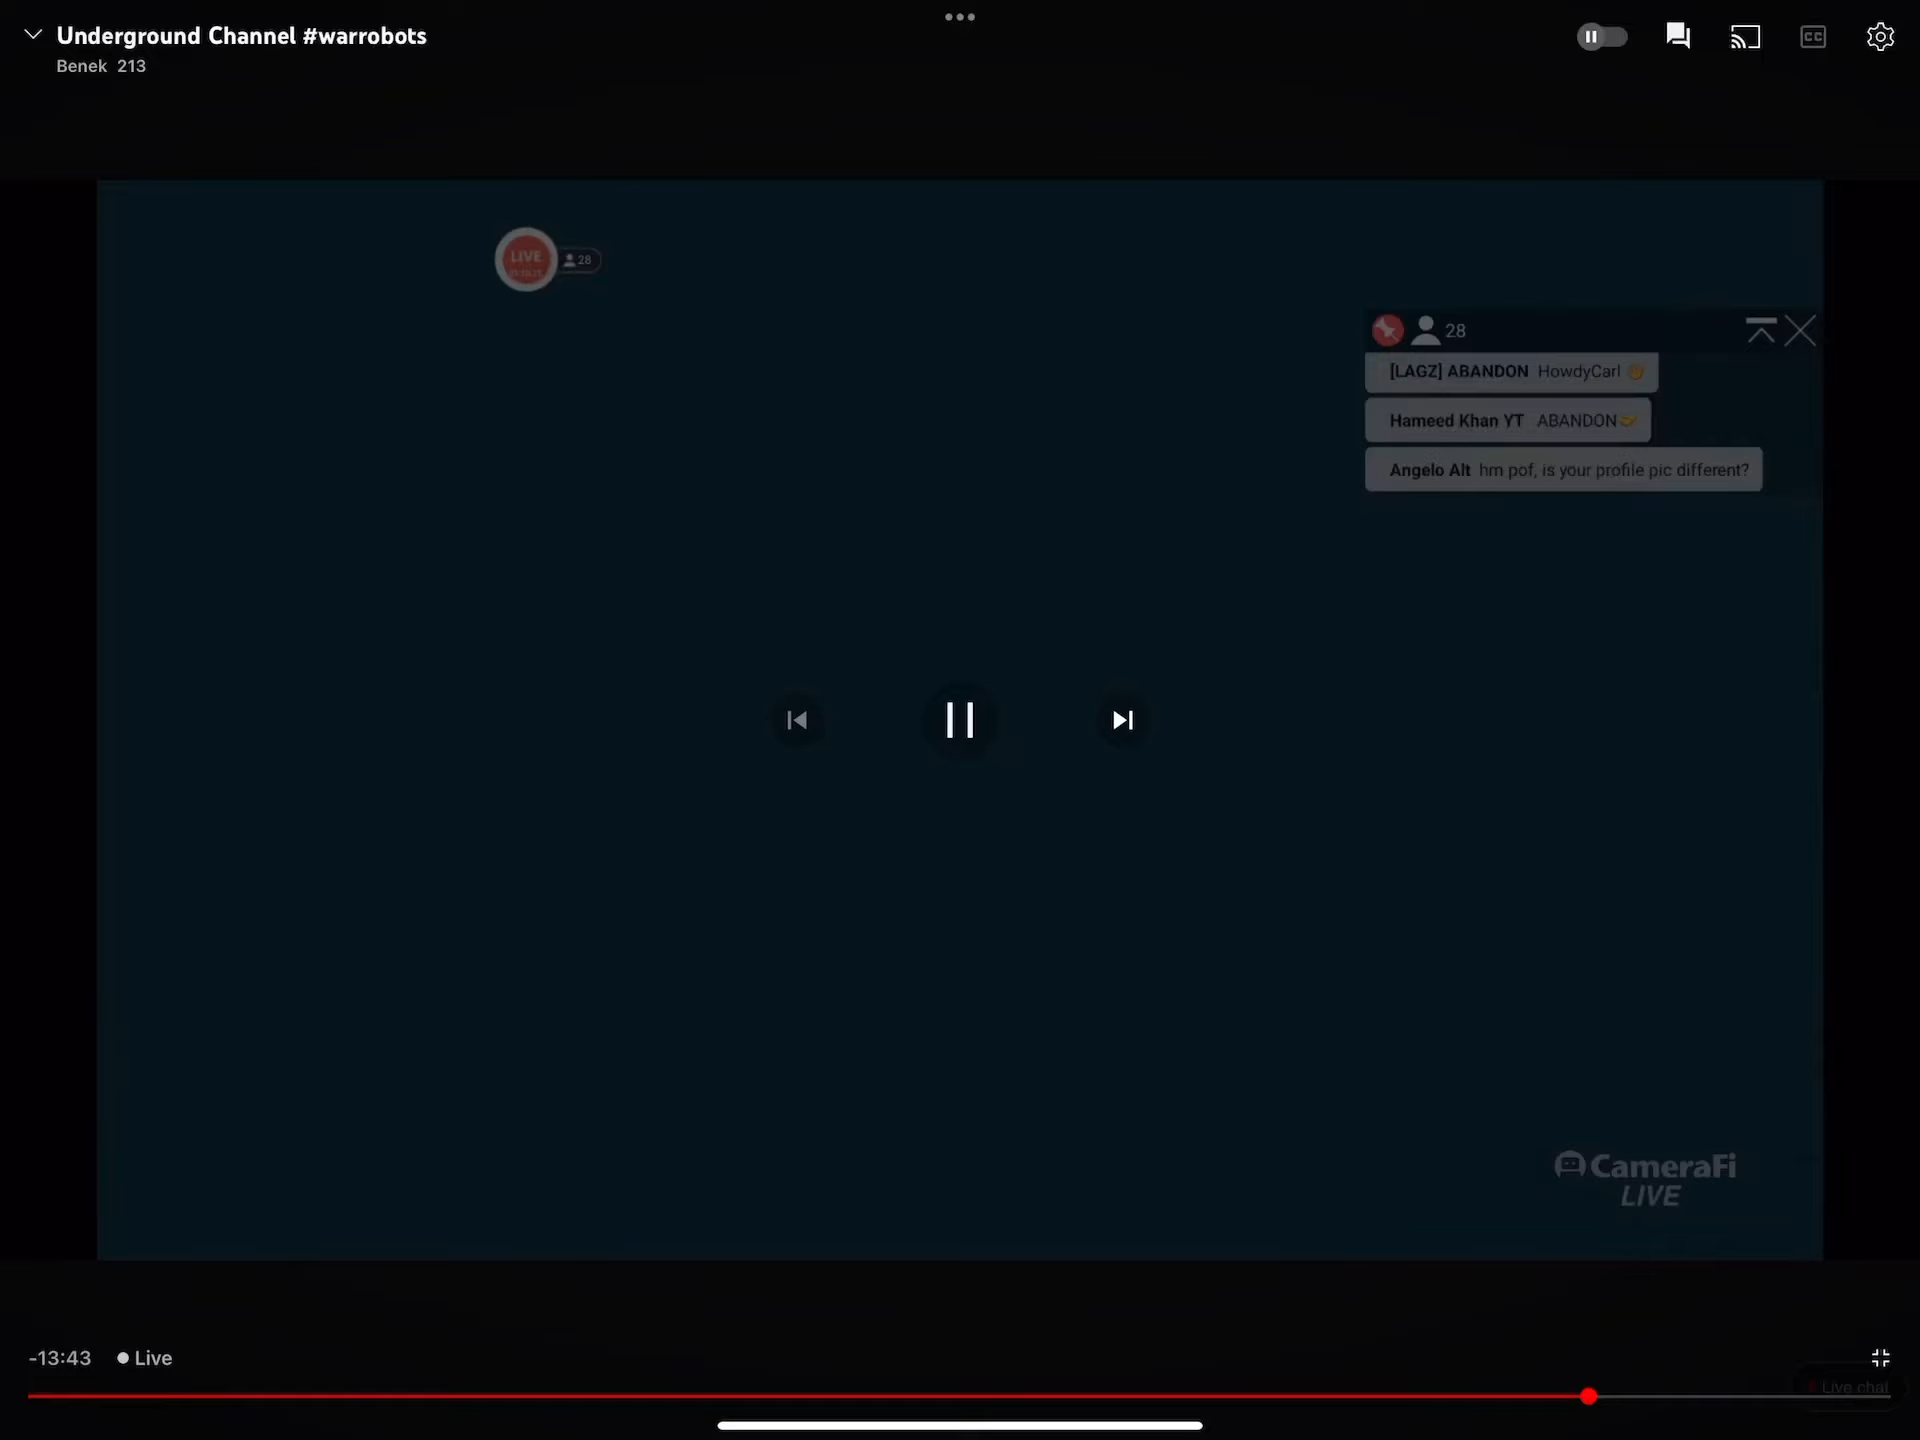 Underground Channel #warrobots
Benek 213
CC
LIVE
28
28
[LAGZ] ABANDON HowdyCarl 👋
Hameed Khan YT ABANDON🤝
Angelo Alt hm pof, is your profile pic different?
CameraFi
LIVE
-13:43 Live
Live chat